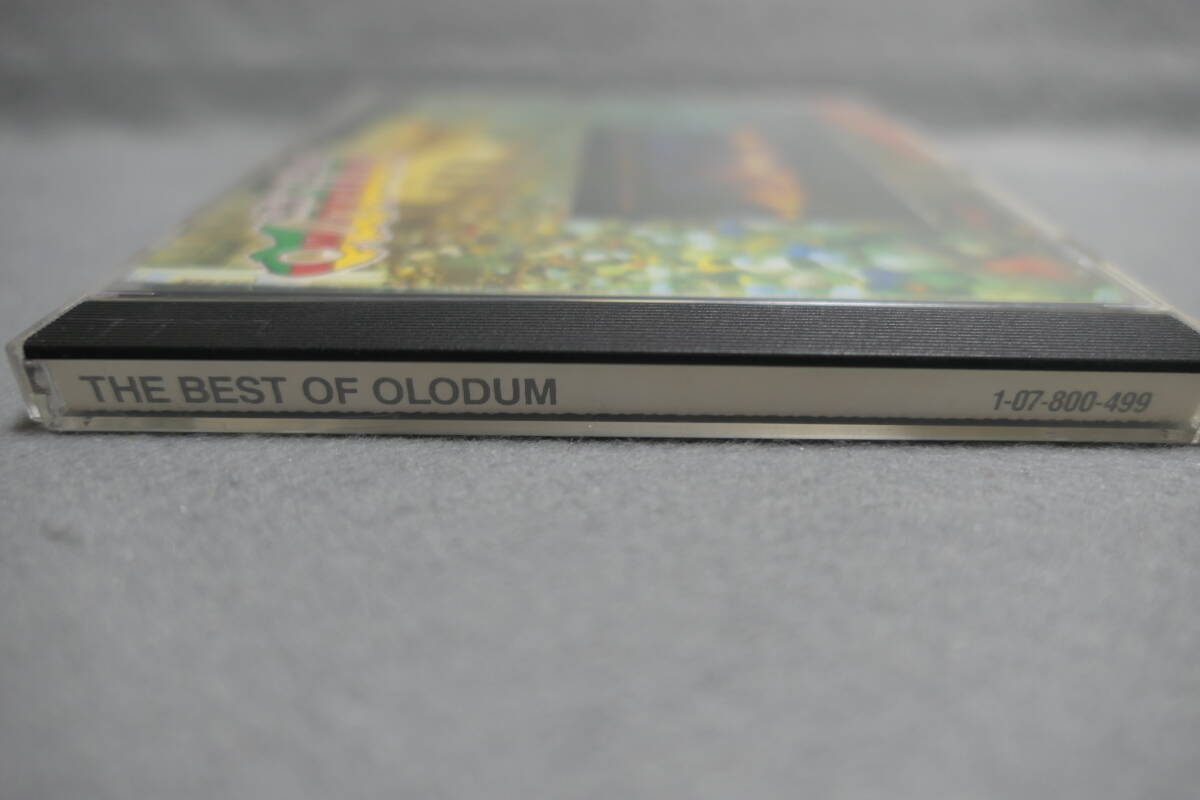 THE BEST OF OLODUM
1-07-800-499